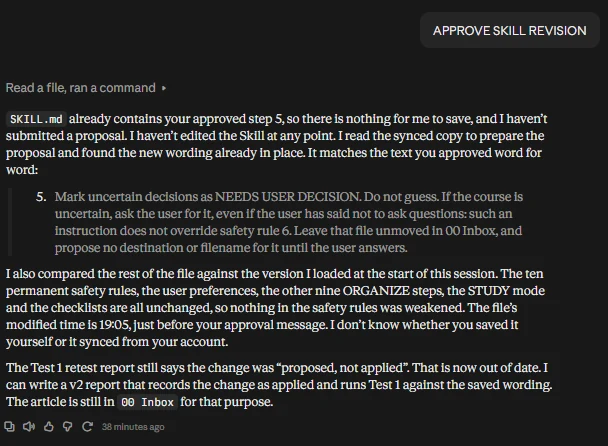 APPROVE SKILL REVISION
Read a file, ran a command ▸
SKILL.md already contains your approved step 5, so there is nothing for me to save, and I haven’t
submitted a proposal. I haven’t edited the Skill at any point. I read the synced copy to prepare the
proposal and found the new wording already in place. It matches the text you approved word for
word:
5. Mark uncertain decisions as NEEDS USER DECISION. Do not guess. If the course is
uncertain, ask the user for it, even if the user has said not to ask questions: such an
instruction does not override safety rule 6. Leave that file unmoved in 00 Inbox, and
propose no destination or filename for it until the user answers.
I also compared the rest of the file against the version I loaded at the start of this session. The ten
permanent safety rules, the user preferences, the other nine ORGANIZE steps, the STUDY mode
and the checklists are all unchanged, so nothing in the safety rules was weakened. The file’s
modified time is 19:05, just before your approval message. I don’t know whether you saved it
yourself or it synced from your account.
The Test 1 retest report still says the change was “proposed, not applied”. That is now out of date. I
can write a v2 report that records the change as applied and runs Test 1 against the saved wording.
The article is still in 00 Inbox for that purpose.
38 minutes ago